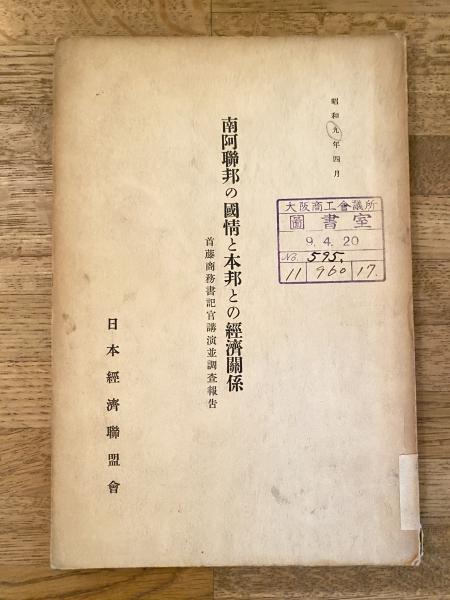 昭和九年四月
大阪商工會議所
圖書室
9.4.20
No. 595.
11 960 17.
南阿聯邦の國情と本邦との經濟關係
首藤商務書記官講演並調査報告
日本經濟聯盟會